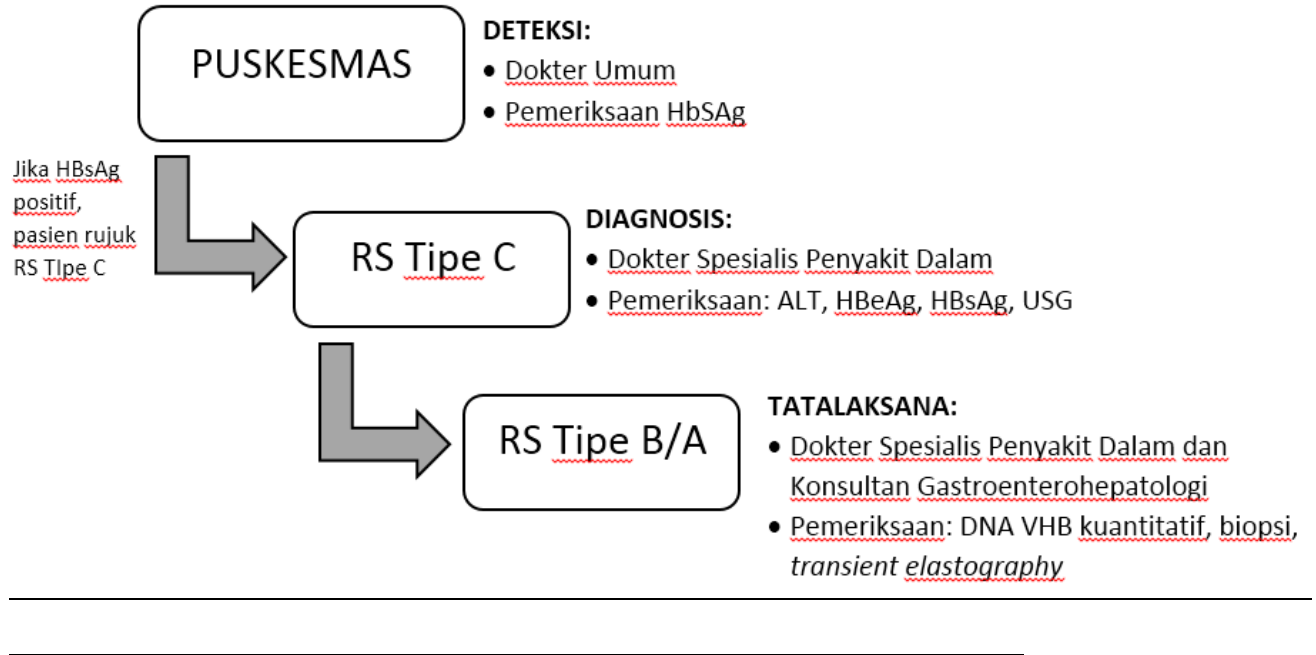 PUSKESMAS
DETEKSI:
• Dokter Umum
• Pemeriksaan HbSAg
Jika HBsAg
positif,
pasien rujuk
RS TIpe C
RS Tipe C
DIAGNOSIS:
• Dokter Spesialis Penyakit Dalam
• Pemeriksaan: ALT, HBeAg, HBsAg, USG
RS Tipe B/A
TATALAKSANA:
• Dokter Spesialis Penyakit Dalam dan
Konsultan Gastroenterohepatologi
• Pemeriksaan: DNA VHB kuantitatif, biopsi,
transient elastography